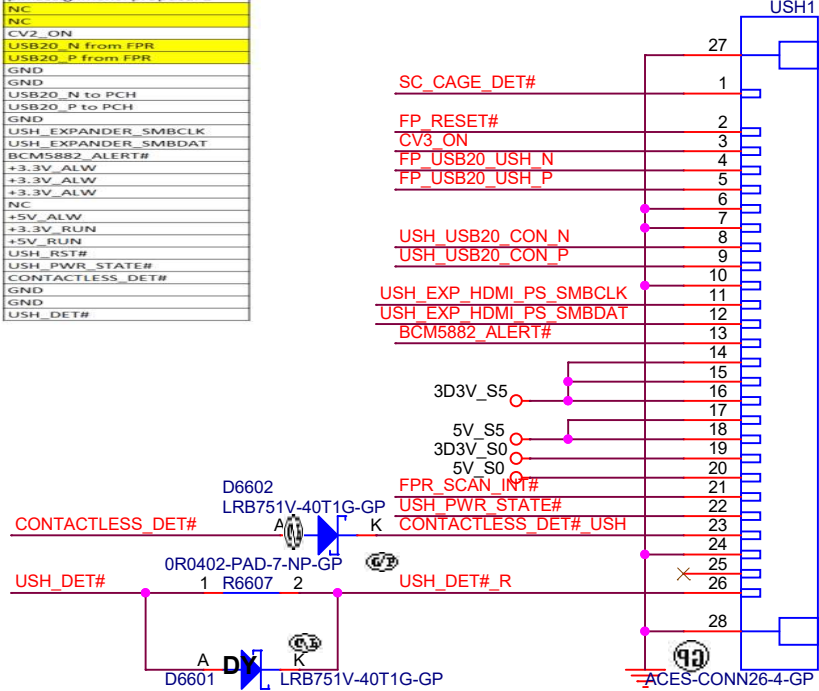 NC
NC
CV2_ON
USB20_N from FPR
USB20_P from FPR
GND
GND
USB20_N to PCH
USB20_P to PCH
GND
USH_EXPANDER_SMBCLK
USH_EXPANDER_SMBDAT
BCM5882_ALERT#
+3.3V_ALW
+3.3V_ALW
+3.3V_ALW
NC
+5V_ALW
+3.3V_RUN
+5V_RUN
USH_RST#
USH_PWR_STATE#
CONTACTLESS_DET#
GND
GND
USH_DET#
USH1
27
SC_CAGE_DET# 1
FP_RESET# 2
CV3_ON 3
FP_USB20_USH_N 4
FP_USB20_USH_P 5
6
7
USH_USB20_CON_N 8
USH_USB20_CON_P 9
10
USH_EXP_HDMI_PS_SMBCLK 11
USH_EXP_HDMI_PS_SMBDAT 12
BCM5882_ALERT# 13
14
15
3D3V_S5 16
17
5V_S5 18
3D3V_S0 19
5V_S0 20
FPR_SCAN_INT# 21
USH_PWR_STATE# 22
D6602
LRB751V-40T1G-GP
CONTACTLESS_DET# A K CONTACTLESS_DET#_USH 23
24
0R0402-PAD-7-NP-GP
25
USH_DET# 1 R6607 2 USH_DET#_R 26
28
A DY K
D6601 LRB751V-40T1G-GP
ACES-CONN26-4-GP